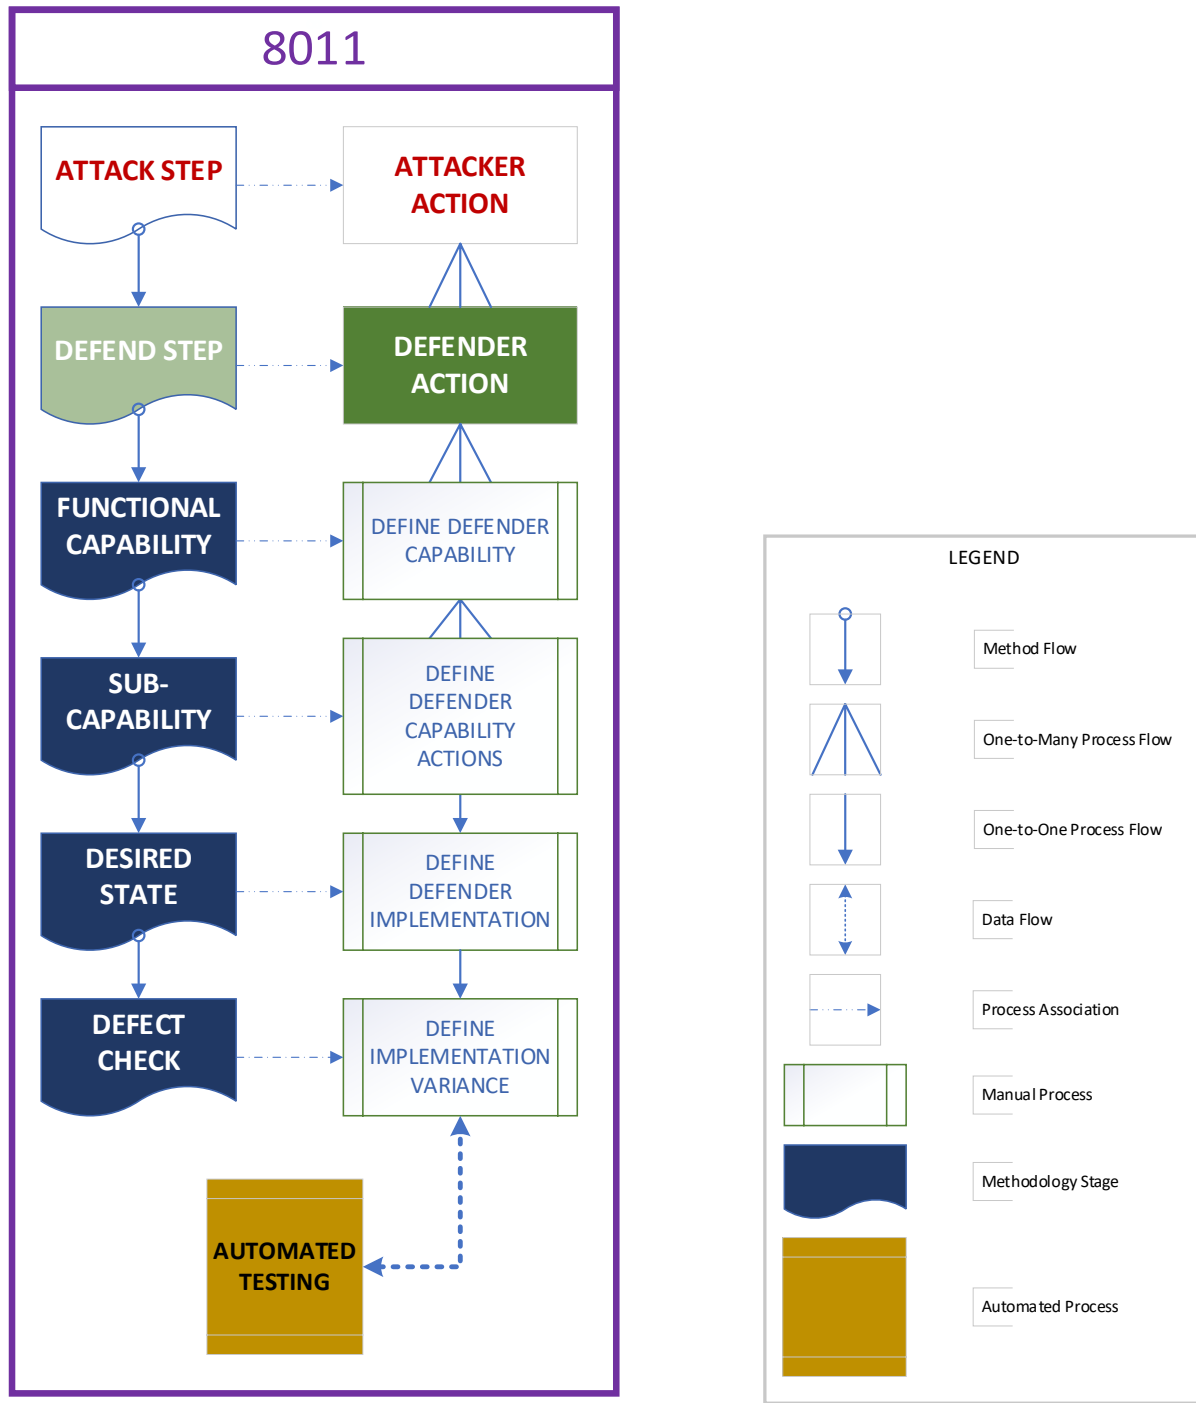 8011
ATTACK STEP
ATTACKER
ACTION
DEFEND STEP
DEFENDER
ACTION
FUNCTIONAL
CAPABILITY
DEFINE DEFENDER
CAPABILITY
SUB-
CAPABILITY
DEFINE
DEFENDER
CAPABILITY
ACTIONS
DESIRED
STATE
DEFINE
DEFENDER
IMPLEMENTATION
DEFECT
CHECK
DEFINE
IMPLEMENTATION
VARIANCE
AUTOMATED
TESTING
LEGEND
Method Flow
One-to-Many Process Flow
One-to-One Process Flow
Data Flow
Process Association
Manual Process
Methodology Stage
Automated Process